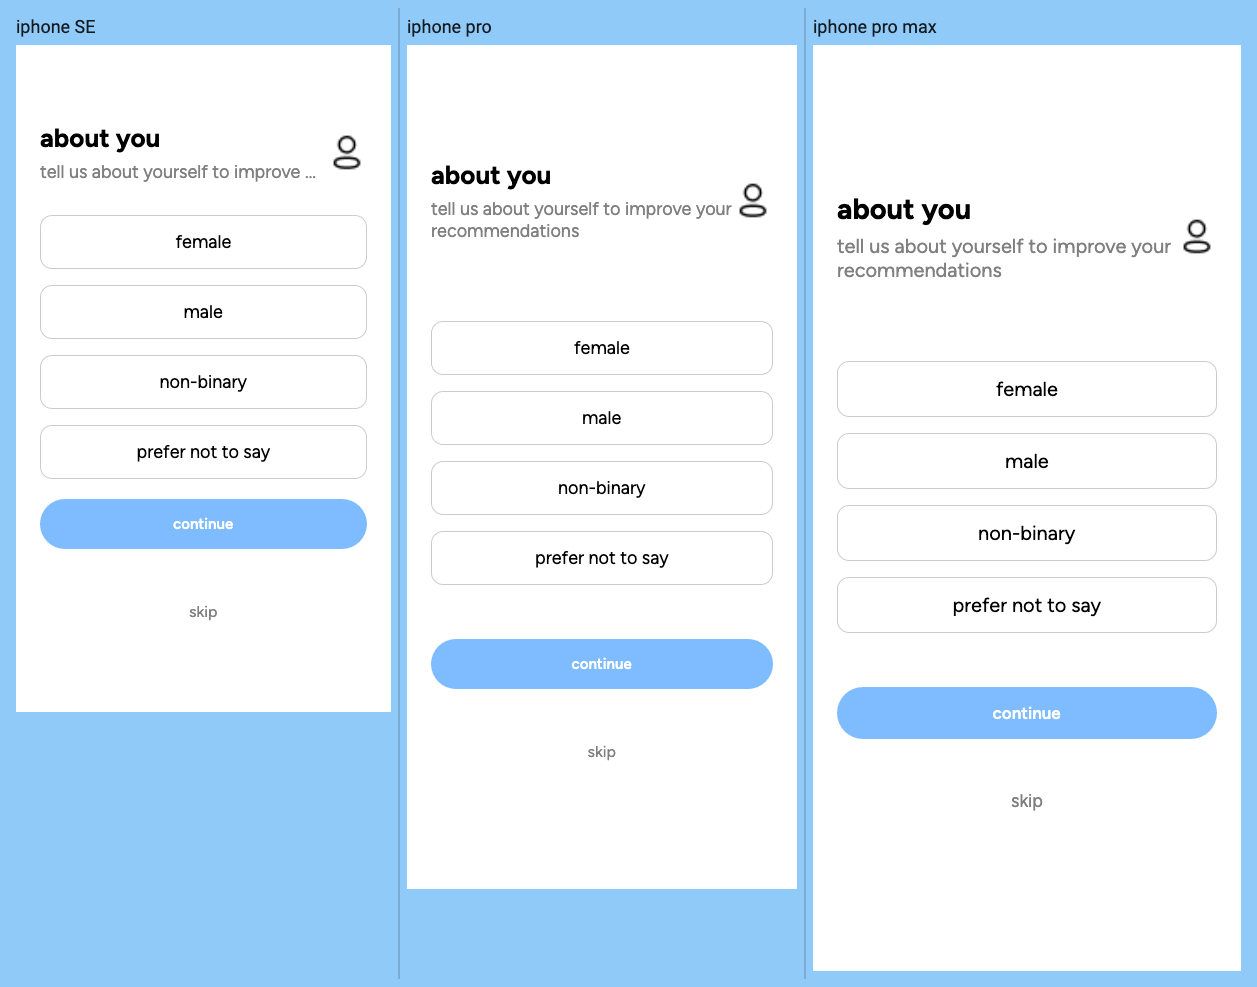 iphone SE
about you
tell us about yourself to improve ...
female
male
non-binary
prefer not to say
continue
skip
iphone pro
about you
tell us about yourself to improve your
recommendations
female
male
non-binary
prefer not to say
continue
skip
iphone pro max
about you
tell us about yourself to improve your
recommendations
female
male
non-binary
prefer not to say
continue
skip